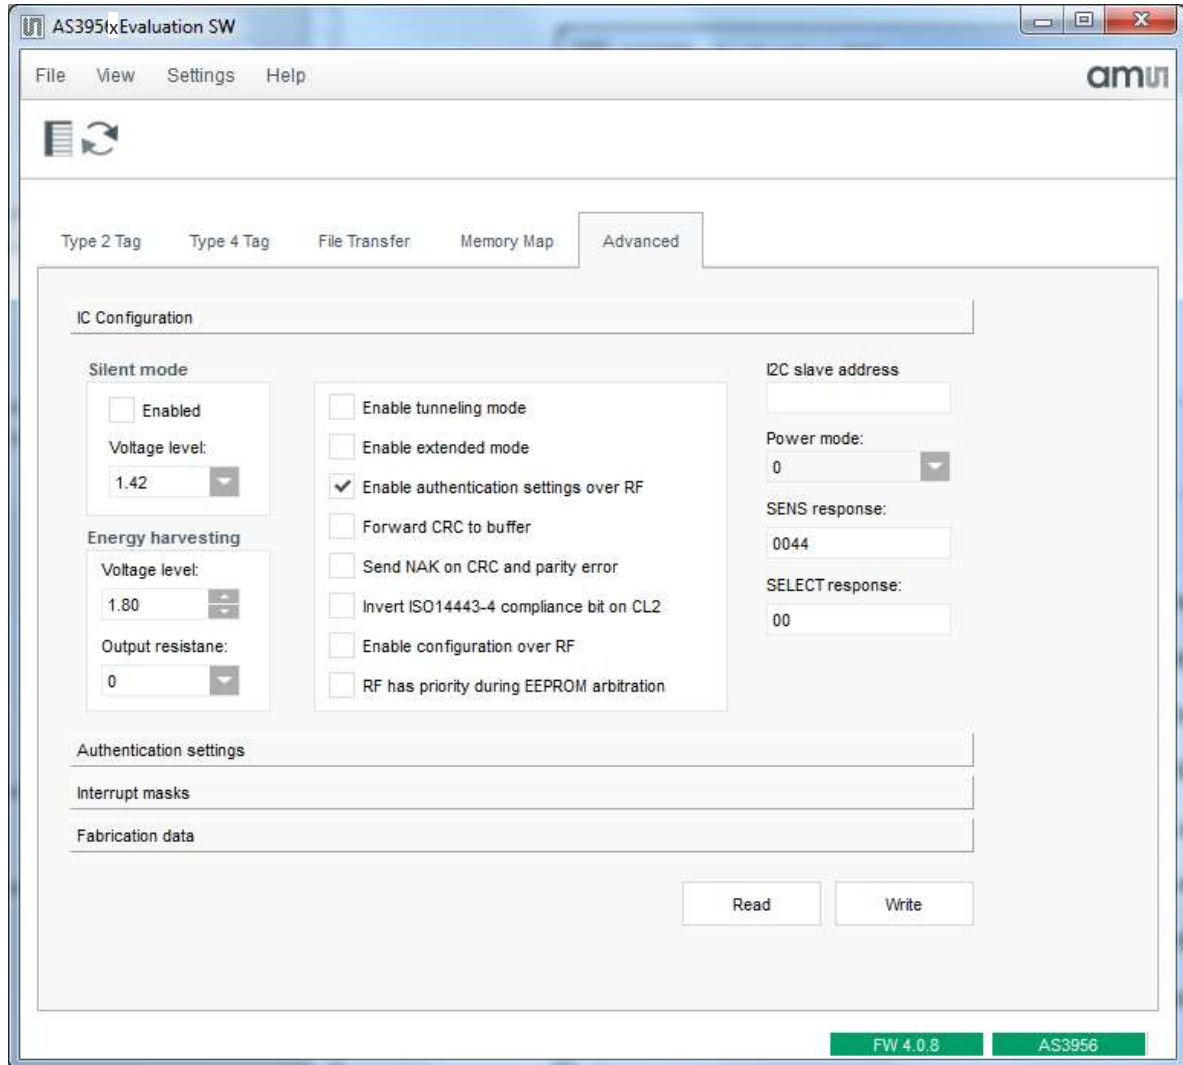 AS395x Evaluation SW
File View Settings Help
amu
Type 2 Tag Type 4 Tag File Transfer Memory Map Advanced
IC Configuration
Silent mode
Enabled
Voltage level:
1.42
Energy harvesting
Voltage level:
1.80
Output resistane:
0
Enable tunneling mode
Enable extended mode
Enable authentication settings over RF
Forward CRC to buffer
Send NAK on CRC and parity error
Invert ISO14443-4 compliance bit on CL2
Enable configuration over RF
RF has priority during EEPROM arbitration
I2C slave address
Power mode:
0
SENS response:
0044
SELECT response:
00
Authentication settings
Interrupt masks
Fabrication data
Read Write
FW 4.0.8 AS3956